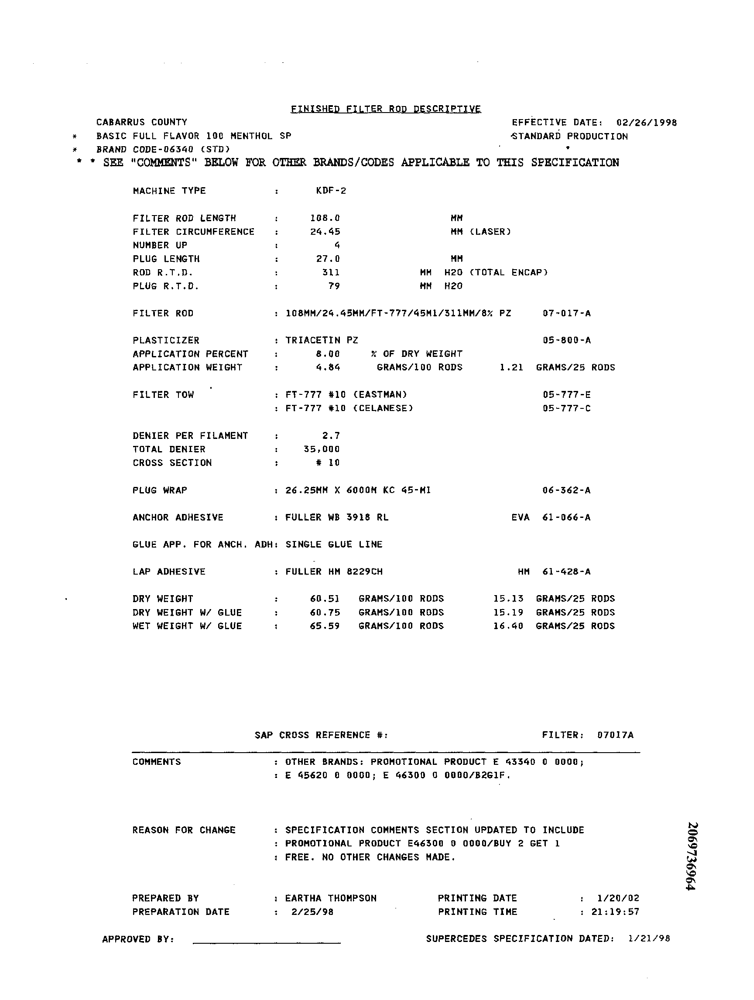 FINISHED FILTER ROD DESCRIPTIVE
CABARRUS COUNTY EFFECTIVE DATE: 02/26/1998
* BASIC FULL FLAVOR 100 MENTHOL SP STANDARD PRODUCTION
* BRAND CODE-06340 (STD) *
* * SEE "COMMENTS" BELOW FOR OTHER BRANDS/CODES APPLICABLE TO THIS SPECIFICATION
MACHINE TYPE : KDF-2
FILTER ROD LENGTH : 108.0 MM
FILTER CIRCUMFERENCE : 24.45 MM (LASER)
NUMBER UP : 4
PLUG LENGTH : 27.0 MM
ROD R.T.D. : 311 MM H2O (TOTAL ENCAP)
PLUG R.T.D. : 79 MM H2O
FILTER ROD : 108MM/24.45MM/FT-777/45M1/311MM/8% PZ 07-017-A
PLASTICIZER : TRIACETIN PZ 05-800-A
APPLICATION PERCENT : 8.00 % OF DRY WEIGHT
APPLICATION WEIGHT : 4.84 GRAMS/100 RODS 1.21 GRAMS/25 RODS
FILTER TOW : FT-777 #10 (EASTMAN) 05-777-E
: FT-777 #10 (CELANESE) 05-777-C
DENIER PER FILAMENT : 2.7
TOTAL DENIER : 35,000
CROSS SECTION : # 10
PLUG WRAP : 26.25MM X 6000M KC 45-M1 06-362-A
ANCHOR ADHESIVE : FULLER WB 3918 RL EVA 61-066-A
GLUE APP. FOR ANCH. ADH: SINGLE GLUE LINE
LAP ADHESIVE : FULLER HM 8229CH HM 61-428-A
DRY WEIGHT : 60.51 GRAMS/100 RODS 15.13 GRAMS/25 RODS
DRY WEIGHT W/ GLUE : 60.75 GRAMS/100 RODS 15.19 GRAMS/25 RODS
WET WEIGHT W/ GLUE : 65.59 GRAMS/100 RODS 16.40 GRAMS/25 RODS
SAP CROSS REFERENCE #: FILTER: 07017A
COMMENTS : OTHER BRANDS: PROMOTIONAL PRODUCT E 43340 0 0000;
: E 45620 0 0000; E 46300 0 0000/B2G1F.
REASON FOR CHANGE : SPECIFICATION COMMENTS SECTION UPDATED TO INCLUDE
: PROMOTIONAL PRODUCT E46300 0 0000/BUY 2 GET 1
: FREE. NO OTHER CHANGES MADE.
PREPARED BY : EARTHA THOMPSON PRINTING DATE : 1/20/02
PREPARATION DATE : 2/25/98 PRINTING TIME : 21:19:57
APPROVED BY: SUPERCEDES SPECIFICATION DATED: 1/21/98
2069736964